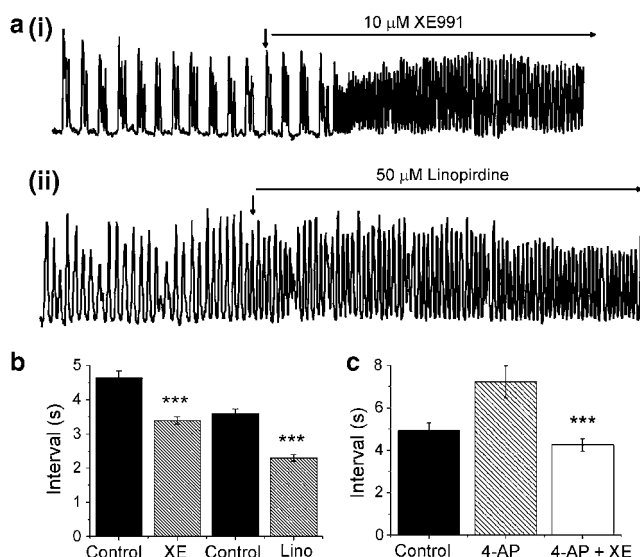 a (i)
10 µM XE991
(ii)
50 µM Linopirdine
b
Interval (s)
5
4
3
2
1
0
***
***
Control XE Control Lino
c
Interval (s)
8
6
4
2
0
***
Control 4-AP 4-AP + XE